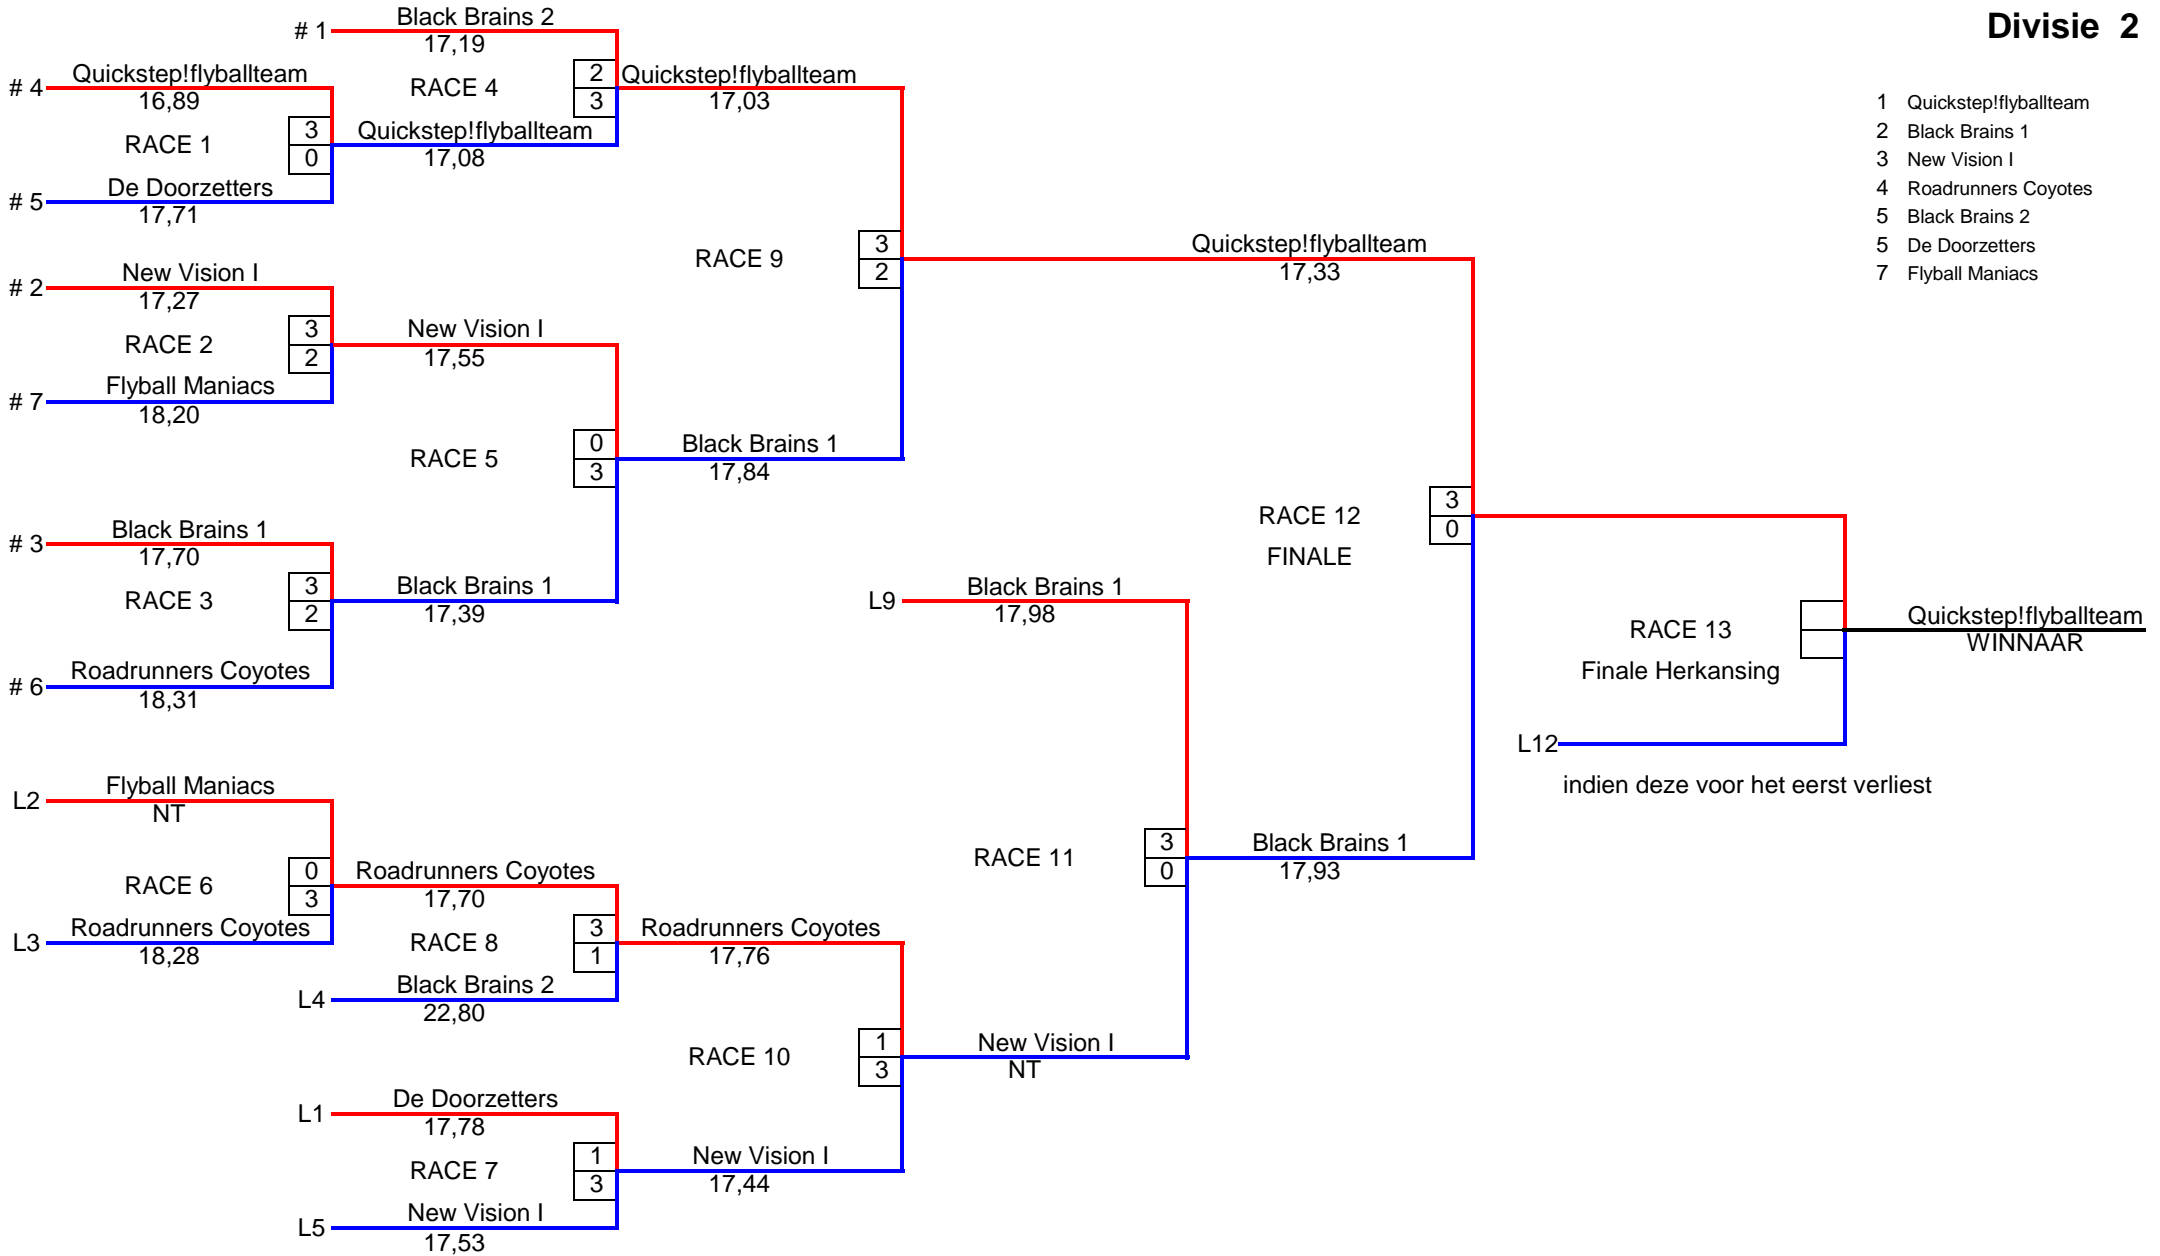 Divisie 2
1 Quickstep!flyballteam
2 Black Brains 1
3 New Vision I
4 Roadrunners Coyotes
5 Black Brains 2
5 De Doorzetters
7 Flyball Maniacs
# 1 Black Brains 2
17,19
RACE 4
2
3
# 4 Quickstep!flyballteam
16,89
RACE 1
3
0
# 5 De Doorzetters
17,71
Quickstep!flyballteam
17,08
Quickstep!flyballteam
17,03
# 2 New Vision I
17,27
RACE 2
3
2
# 7 Flyball Maniacs
18,20
New Vision I
17,55
RACE 5
0
3
# 3 Black Brains 1
17,70
RACE 3
3
2
# 6 Roadrunners Coyotes
18,31
Black Brains 1
17,39
Black Brains 1
17,84
RACE 9
3
2
Quickstep!flyballteam
17,33
L2 Flyball Maniacs
NT
RACE 6
0
3
L3 Roadrunners Coyotes
18,28
Roadrunners Coyotes
17,70
RACE 8
3
1
L4 Black Brains 2
22,80
Roadrunners Coyotes
17,76
RACE 10
1
3
L1 De Doorzetters
17,78
RACE 7
1
3
L5 New Vision I
17,53
New Vision I
17,44
L9 Black Brains 1
17,98
RACE 11
3
0
New Vision I
NT
Black Brains 1
17,93
RACE 12
FINALE
3
0
RACE 13
Finale Herkansing
L12
indien deze voor het eerst verliest
Quickstep!flyballteam
WINNAAR